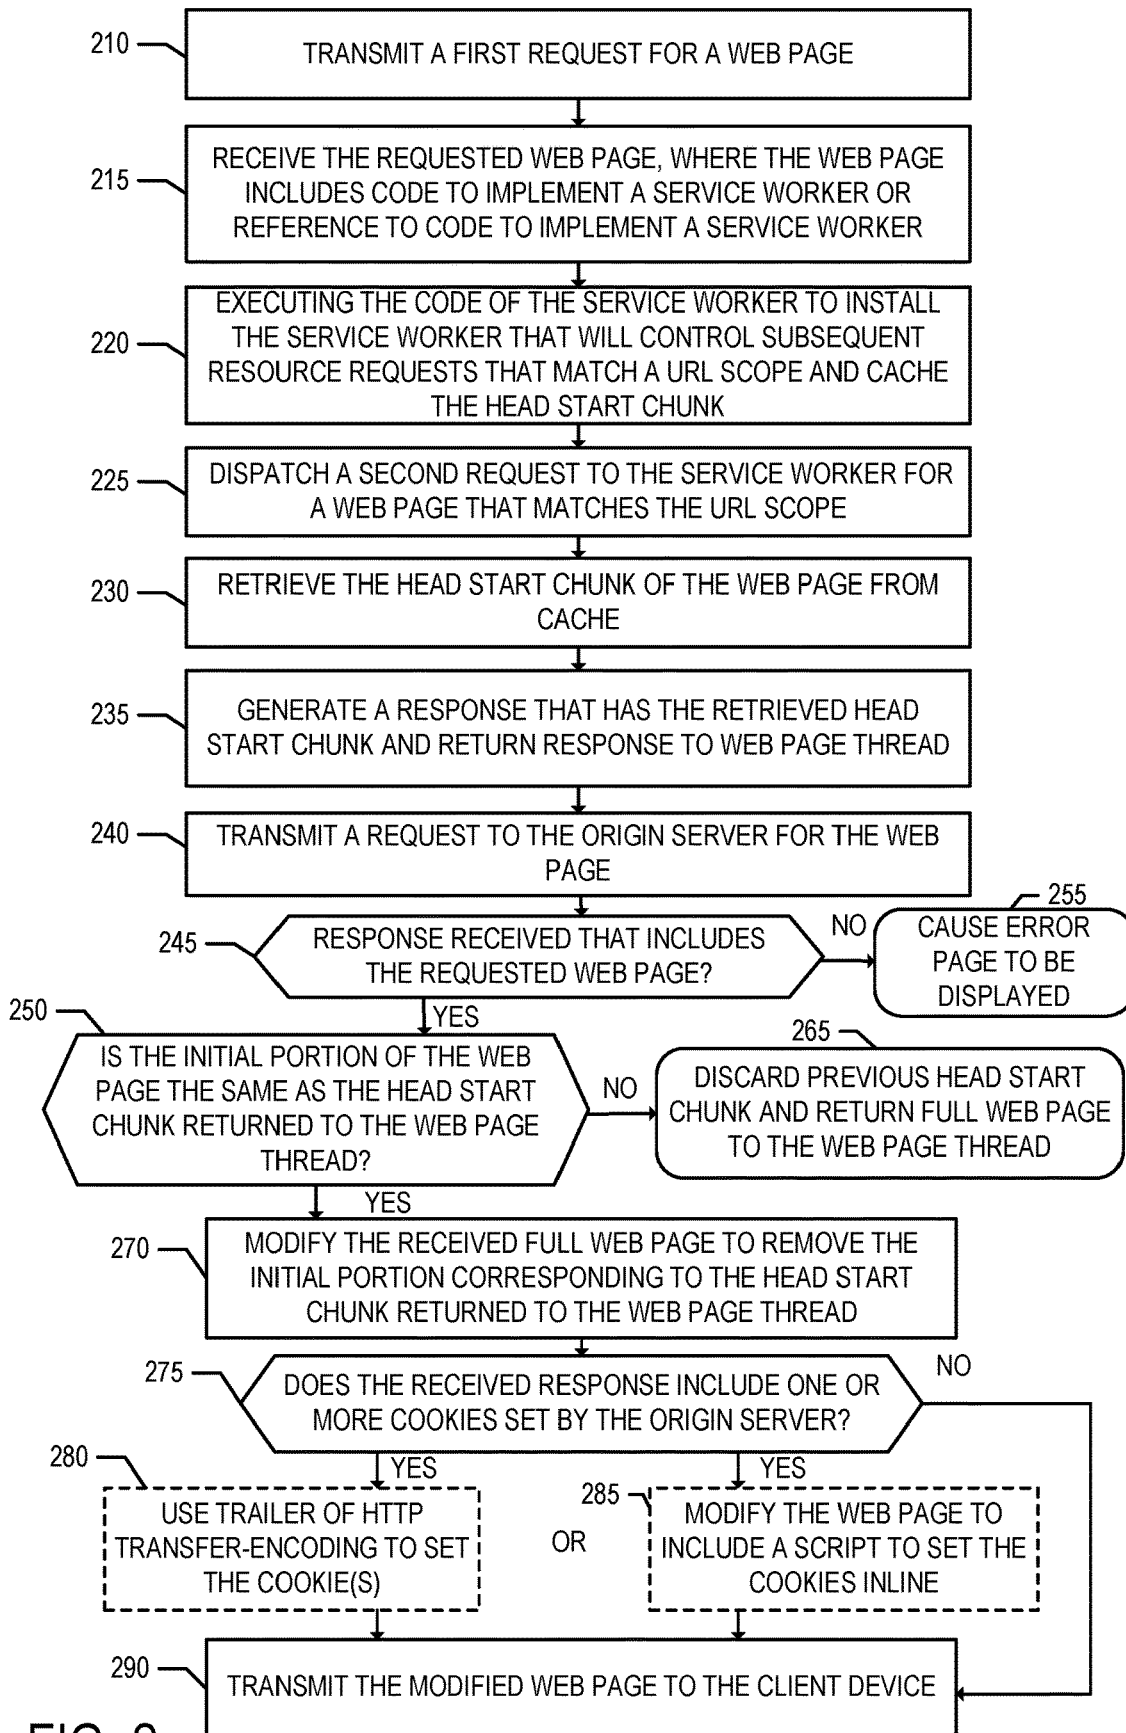 210
TRANSMIT A FIRST REQUEST FOR A WEB PAGE
215
RECEIVE THE REQUESTED WEB PAGE, WHERE THE WEB PAGE
INCLUDES CODE TO IMPLEMENT A SERVICE WORKER OR
REFERENCE TO CODE TO IMPLEMENT A SERVICE WORKER
220
EXECUTING THE CODE OF THE SERVICE WORKER TO INSTALL
THE SERVICE WORKER THAT WILL CONTROL SUBSEQUENT
RESOURCE REQUESTS THAT MATCH A URL SCOPE AND CACHE
THE HEAD START CHUNK
225
DISPATCH A SECOND REQUEST TO THE SERVICE WORKER FOR
A WEB PAGE THAT MATCHES THE URL SCOPE
230
RETRIEVE THE HEAD START CHUNK OF THE WEB PAGE FROM
CACHE
235
GENERATE A RESPONSE THAT HAS THE RETRIEVED HEAD
START CHUNK AND RETURN RESPONSE TO WEB PAGE THREAD
240
TRANSMIT A REQUEST TO THE ORIGIN SERVER FOR THE WEB
PAGE
245
RESPONSE RECEIVED THAT INCLUDES
THE REQUESTED WEB PAGE?
NO
255
CAUSE ERROR
PAGE TO BE
DISPLAYED
YES
250
IS THE INITIAL PORTION OF THE WEB
PAGE THE SAME AS THE HEAD START
CHUNK RETURNED TO THE WEB PAGE
THREAD?
NO
265
DISCARD PREVIOUS HEAD START
CHUNK AND RETURN FULL WEB PAGE
TO THE WEB PAGE THREAD
YES
270
MODIFY THE RECEIVED FULL WEB PAGE TO REMOVE THE
INITIAL PORTION CORRESPONDING TO THE HEAD START
CHUNK RETURNED TO THE WEB PAGE THREAD
275
DOES THE RECEIVED RESPONSE INCLUDE ONE OR
MORE COOKIES SET BY THE ORIGIN SERVER?
NO
YES
YES
280
USE TRAILER OF HTTP
TRANSFER-ENCODING TO SET
THE COOKIE(S)
OR
285
MODIFY THE WEB PAGE TO
INCLUDE A SCRIPT TO SET THE
COOKIES INLINE
290
TRANSMIT THE MODIFIED WEB PAGE TO THE CLIENT DEVICE
FIG.